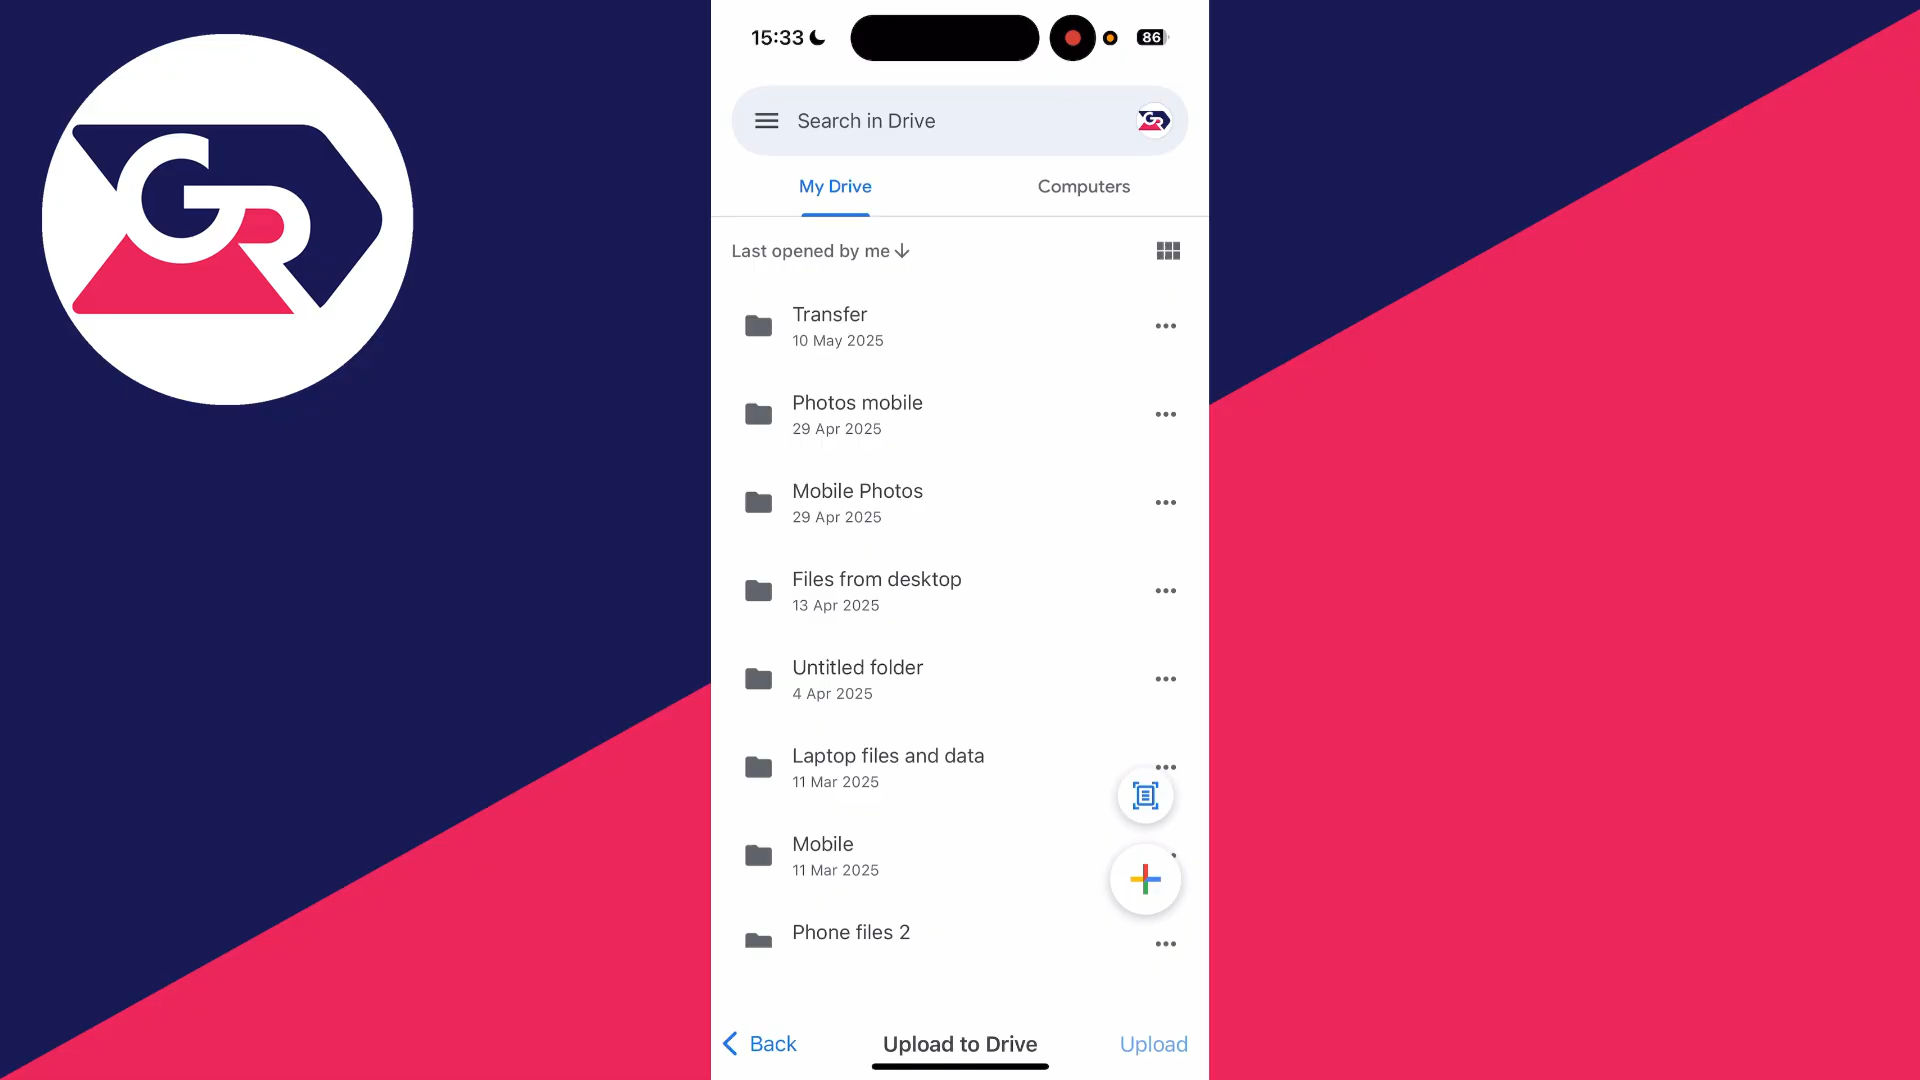 GR
15:33
86
Search in Drive
GR
My Drive
Computers
Last opened by me
Transfer
10 May 2025
Photos mobile
29 Apr 2025
Mobile Photos
29 Apr 2025
Files from desktop
13 Apr 2025
Untitled folder
4 Apr 2025
Laptop files and data
11 Mar 2025
Mobile
11 Mar 2025
Phone files 2
Back
Upload to Drive
Upload